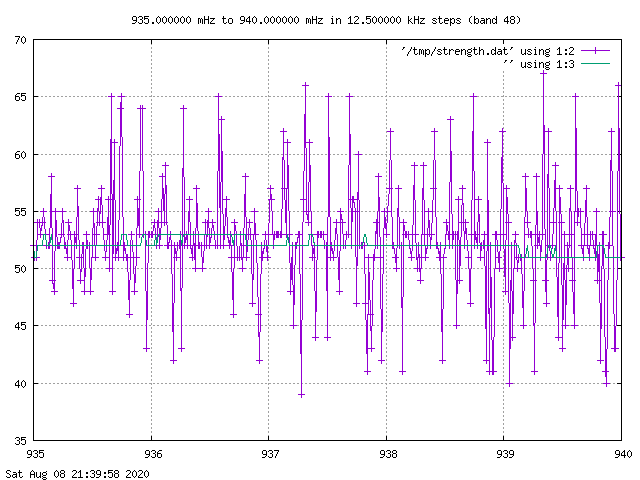 935.000000 mHz to 940.000000 mHz in 12.500000 kHz steps (band 48)
70
'/tmp/strength.dat' using 1:2
'' using 1:3
65
60
55
50
45
40
35
935 936 937 938 939 940
Sat Aug 08 21:39:58 2020